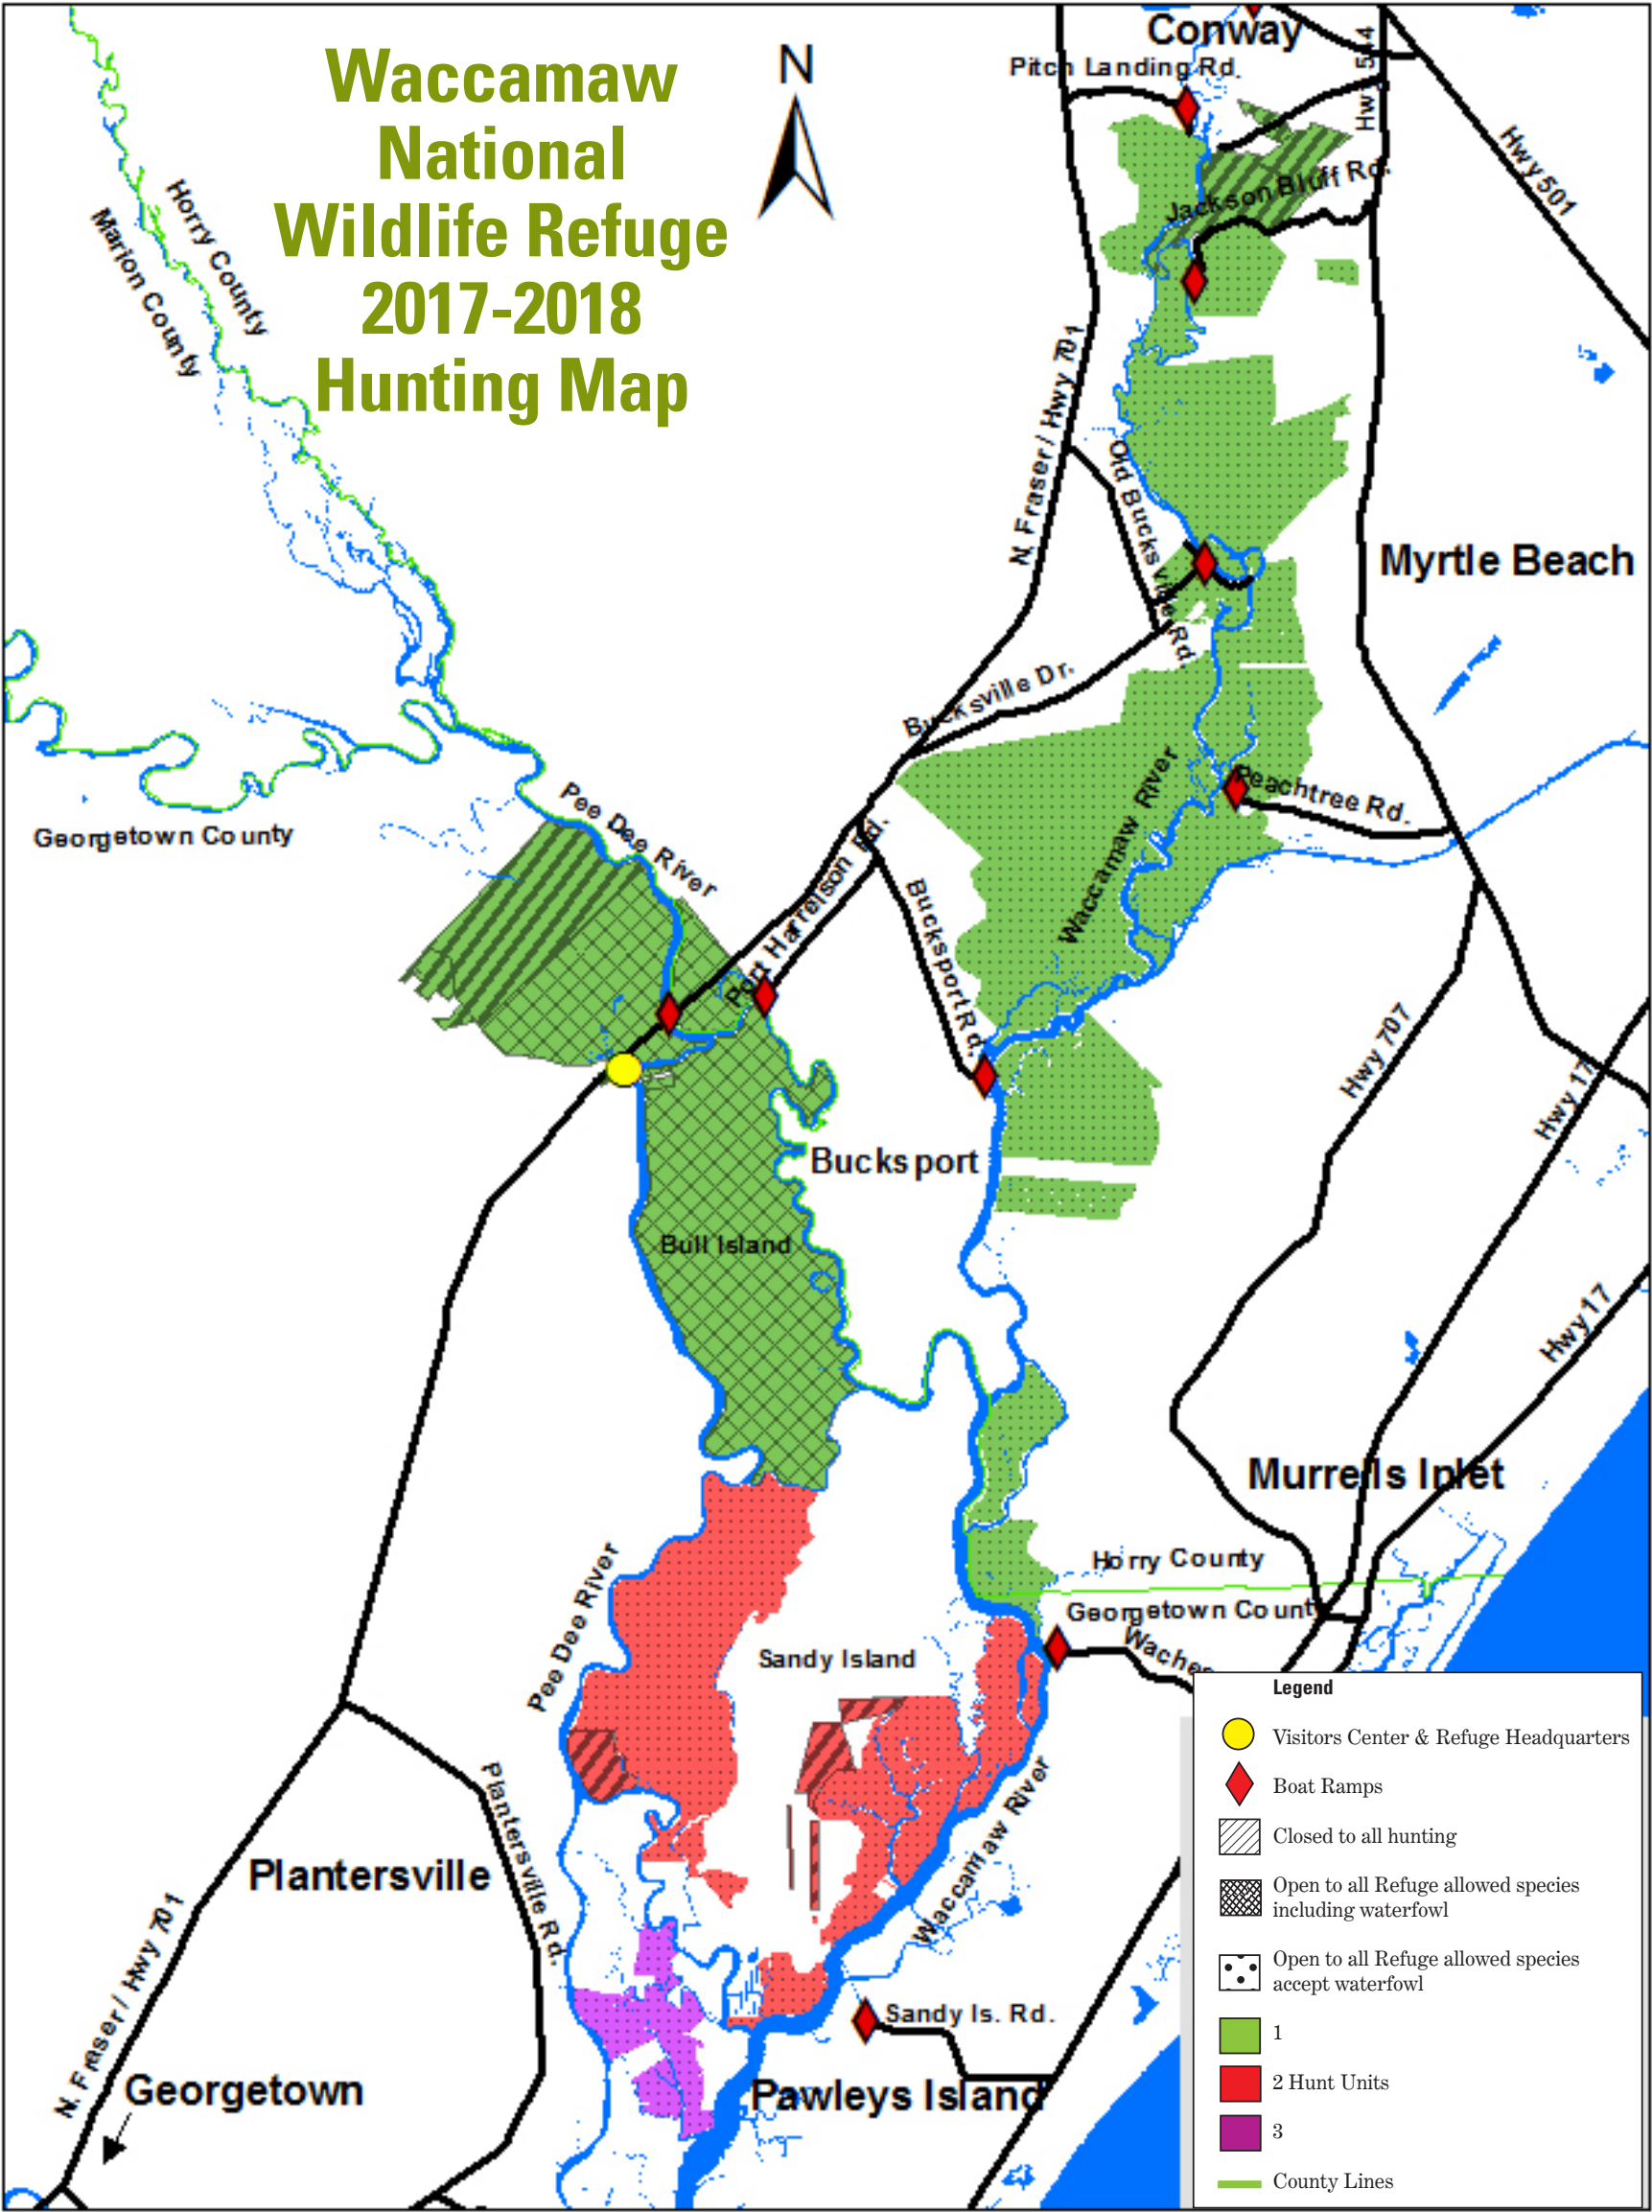 Waccamaw
National
Wildlife Refuge
2017-2018
Hunting Map
N
Conway
Pitch Landing Rd.
Hwy 544
Hwy 501
Jackson Bluff Rd.
Horry County
Marion County
N. Fraser / Hwy 701
Old Bucksville Rd.
Myrtle Beach
Bucksville Dr.
Peachtree Rd.
Waccamaw River
Georgetown County
Pee Dee River
Port Harrelson Rd.
Bucksport Rd.
Hwy 707
Hwy 17
Bucksport
Bull Island
Hwy 17
Murrells Inlet
Horry County
Georgetown County
Pee Dee River
Sandy Island
Waccamaw River
Plantersville Rd.
Plantersville
N. Fraser / Hwy 701
Georgetown
Sandy Is. Rd.
Pawleys Island
Legend
Visitors Center & Refuge Headquarters
Boat Ramps
Closed to all hunting
Open to all Refuge allowed species
including waterfowl
Open to all Refuge allowed species
accept waterfowl
1
2 Hunt Units
3
County Lines